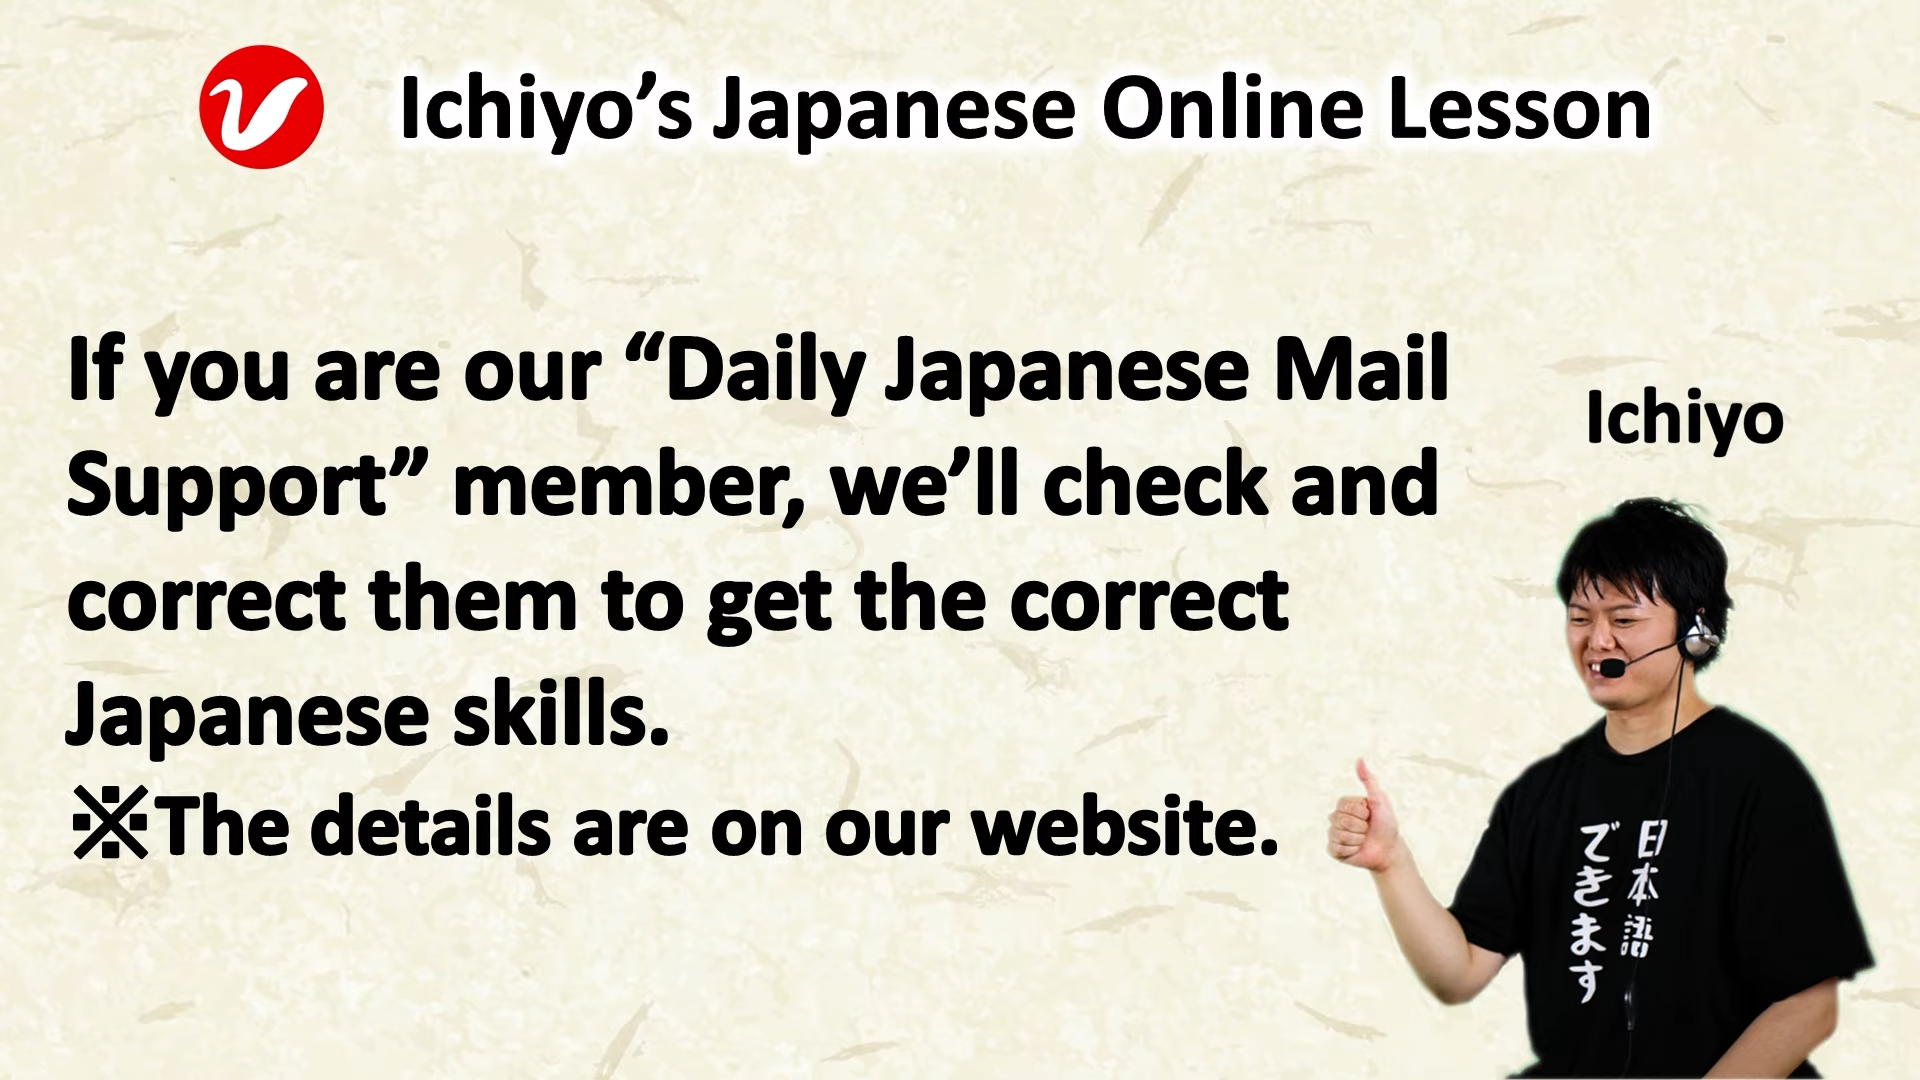 Ichiyo’s Japanese Online Lesson
If you are our “Daily Japanese Mail
Support” member, we’ll check and
correct them to get the correct
Japanese skills.
※The details are on our website.
Ichiyo
日本語
できます